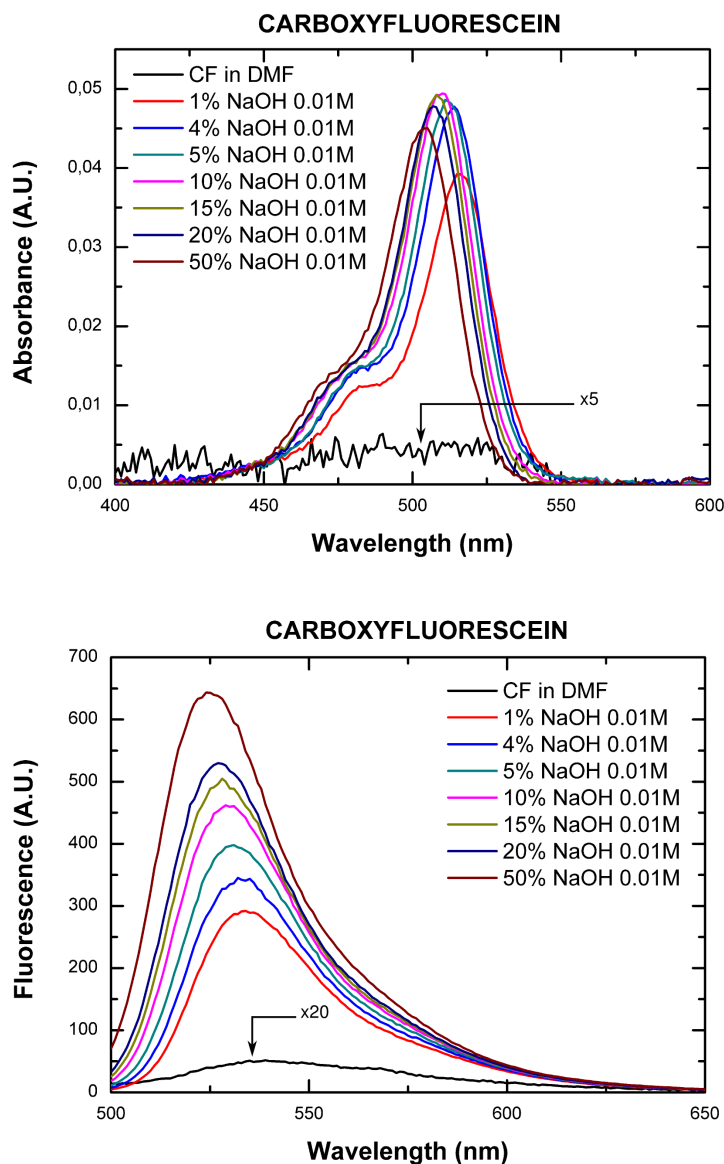 CARBOXYFLUORESCEIN
CF in DMF
1% NaOH 0.01M
4% NaOH 0.01M
5% NaOH 0.01M
10% NaOH 0.01M
15% NaOH 0.01M
20% NaOH 0.01M
50% NaOH 0.01M
x5
0,05
0,04
0,03
0,02
0,01
0,00
Absorbance (A.U.)
400 450 500 550 600
Wavelength (nm)
CARBOXYFLUORESCEIN
CF in DMF
1% NaOH 0.01M
4% NaOH 0.01M
5% NaOH 0.01M
10% NaOH 0.01M
15% NaOH 0.01M
20% NaOH 0.01M
50% NaOH 0.01M
x20
700
600
500
400
300
200
100
0
Fluorescence (A.U.)
500 550 600 650
Wavelength (nm)